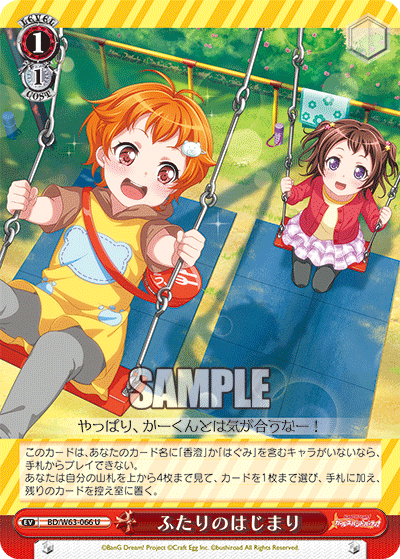 LEVEL
1
1
COST
SAMPLE
やっぱり、かーくんとは気が合うなー!
このカードは、あなたのカード名に「香澄」か「はぐみ」を含むキャラがいないなら、
手札からプレイできない。
あなたは自分の山札を上から4枚まで見て、カードを1枚まで選び、手札に加え、
残りのカードを控え室に置く。
EV
BD/W63-066 U
ふたりのはじまり
©BanG Dream! Project ©Craft Egg Inc. ©bushiroad All Rights Reserved.